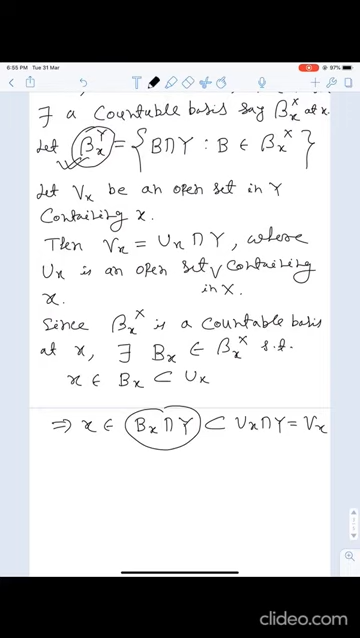 6:55 PM Tue 31 Mar
97%
∃ a Countable basis say β_x^X at x.
Let β_x^Y = { B∩Y : B ∈ β_x^X }
Let V_x be an open set in Y
Containing x.
Then V_x = U_x ∩ Y, where
U_x is an open set ∨ Containing
in X.
x.
Since β_x^X is a Countable basis
at x, ∃ B_x ∈ β_x^X s.t.
x ∈ B_x ⊂ U_x
⇒ x ∈ B_x ∩ Y ⊂ U_x ∩ Y = V_x
clideo.com